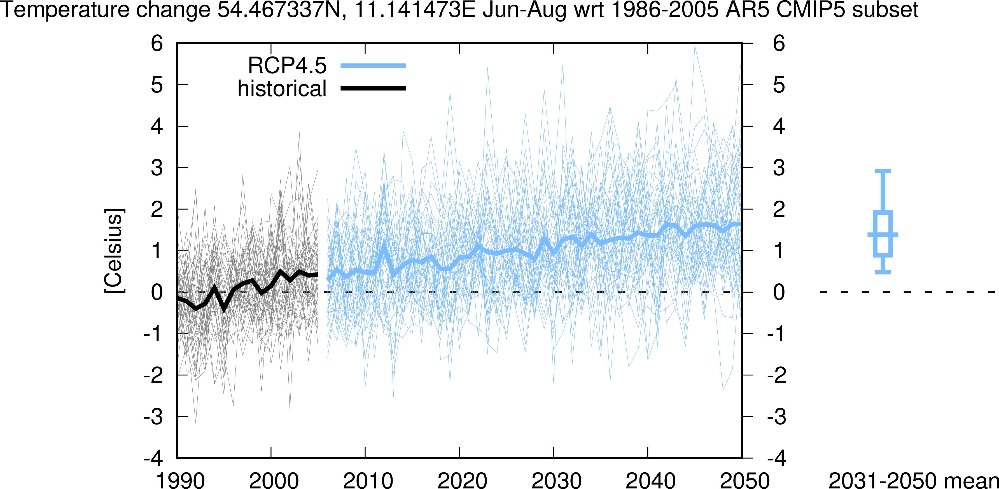 Temperature change 54.467337N, 11.141473E Jun-Aug wrt 1986-2005 AR5 CMIP5 subset
6 6
RCP4.5
5 5
historical
4 4
3 3
2 2
1 1
[Celsius]
0 0
-1 -1
-2 -2
-3 -3
-4 -4
1990 2000 2010 2020 2030 2040 2050 2031-2050 mean